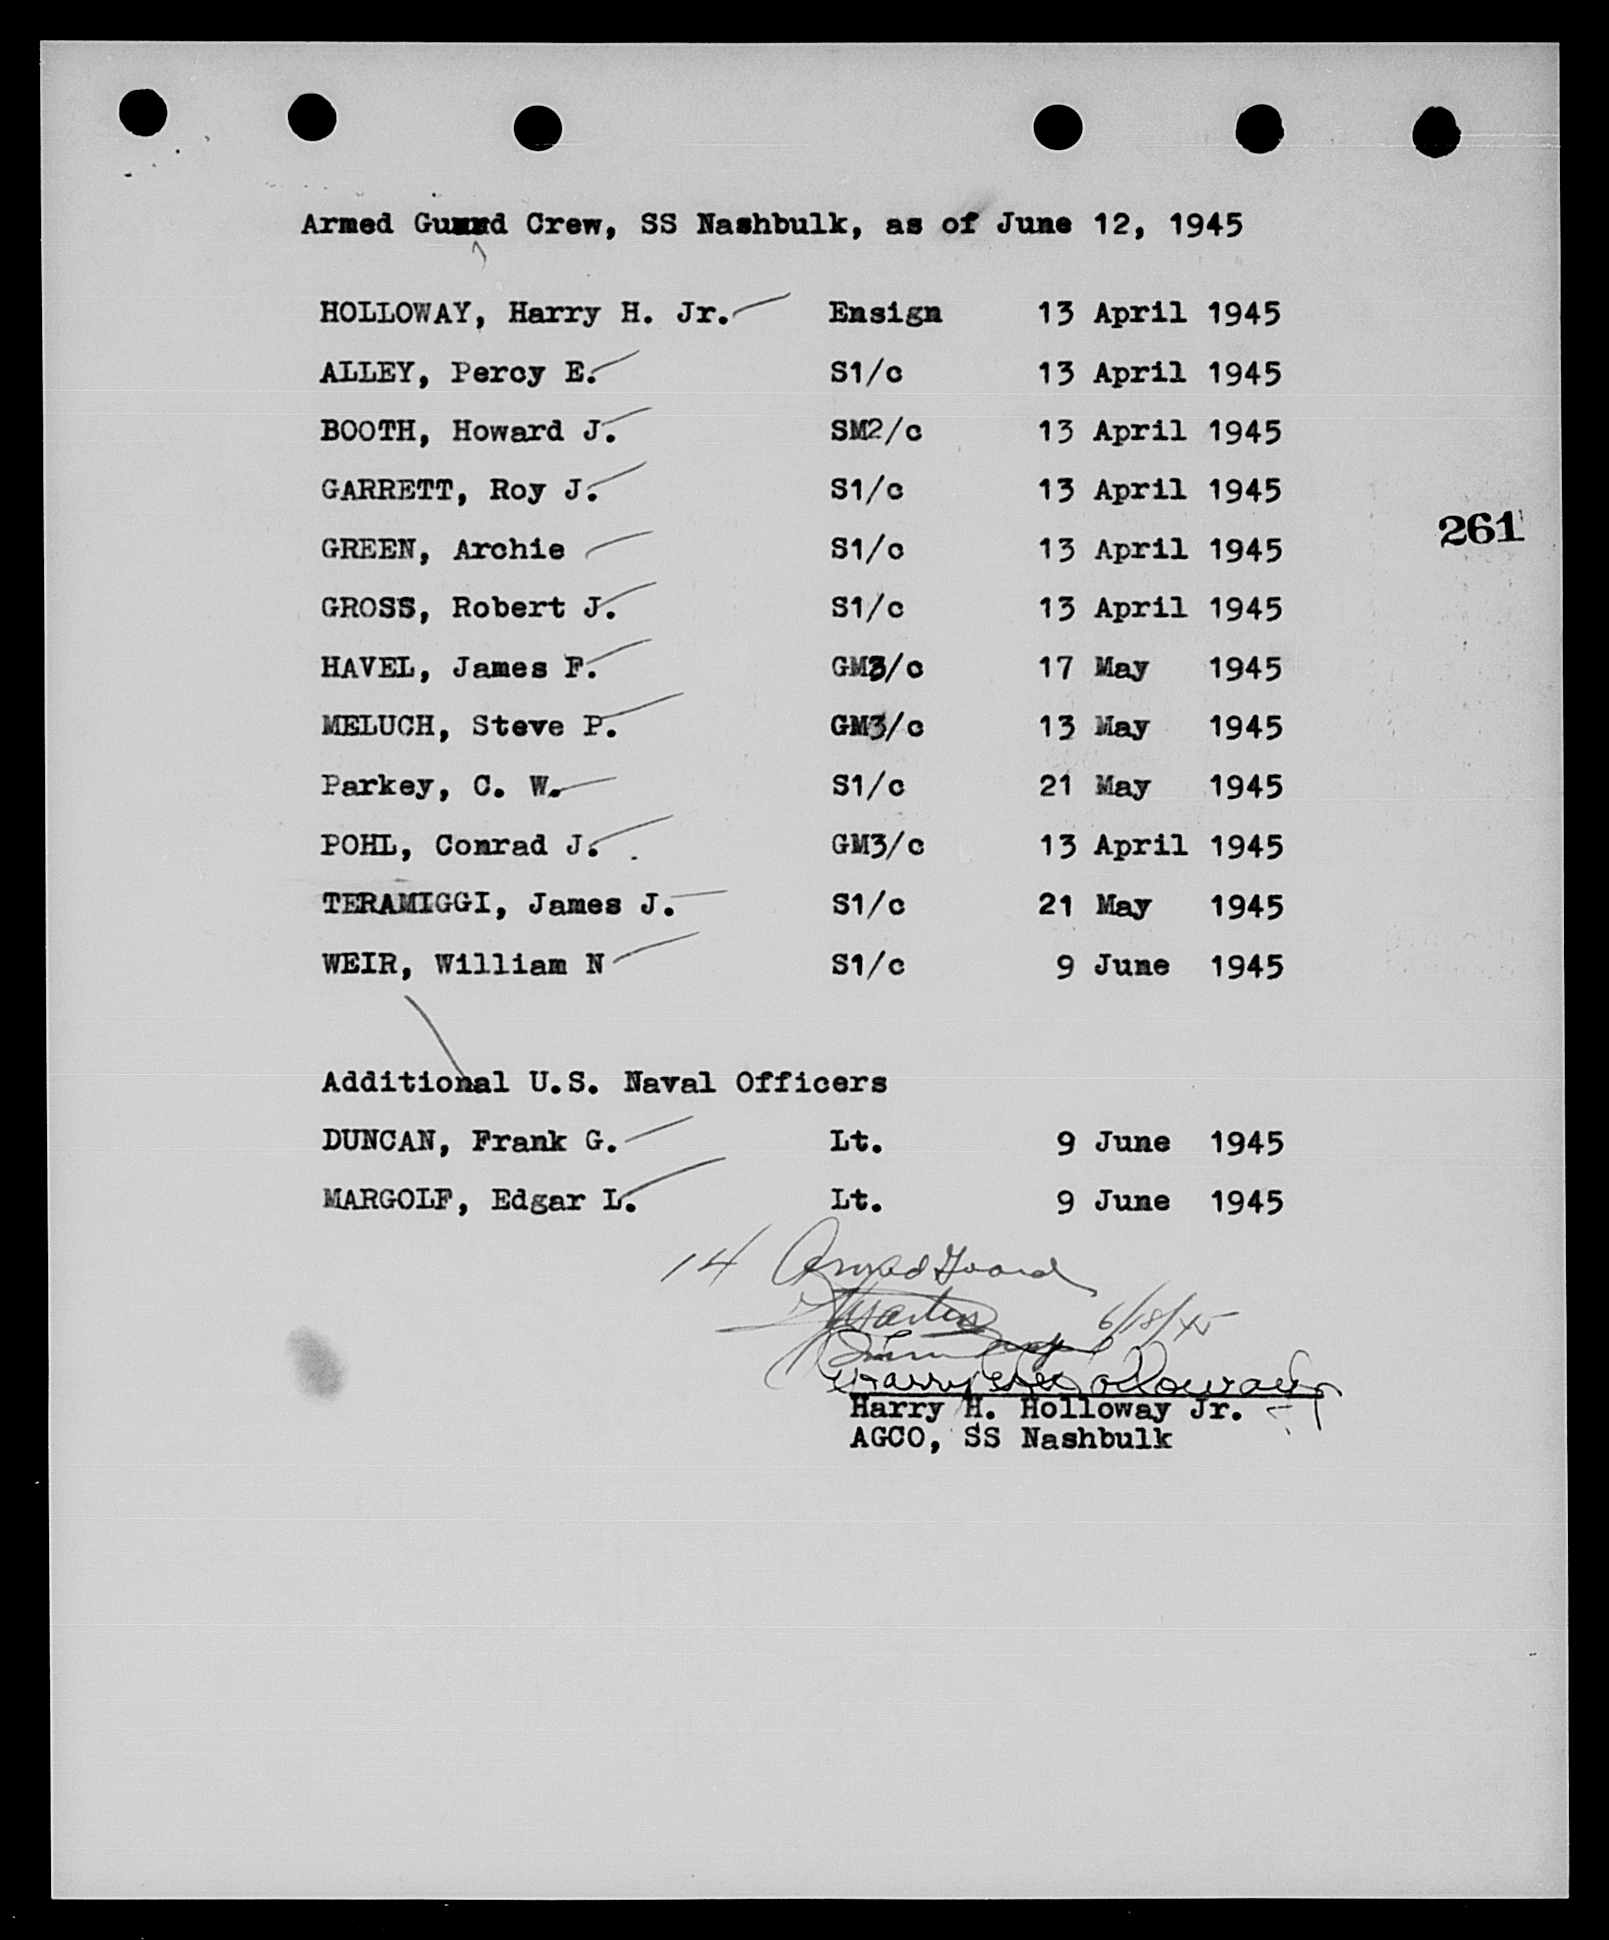 Armed Guard Crew, SS Nashbulk, as of June 12, 1945
HOLLOWAY, Harry H. Jr. Ensign 13 April 1945
ALLEY, Percy E. S1/c 13 April 1945
BOOTH, Howard J. SM2/c 13 April 1945
GARRETT, Roy J. S1/c 13 April 1945
261
GREEN, Archie S1/c 13 April 1945
GROSS, Robert J. S1/c 13 April 1945
HAVEL, James F. GM3/c 17 May 1945
MELUCH, Steve P. GM3/c 13 May 1945
Parkey, C. W. S1/c 21 May 1945
POHL, Conrad J. GM3/c 13 April 1945
TERAMIGGI, James J. S1/c 21 May 1945
WEIR, William N S1/c 9 June 1945
Additional U.S. Naval Officers
DUNCAN, Frank G. Lt. 9 June 1945
MARGOLF, Edgar L. Lt. 9 June 1945
14 Armed Guard
6/18/45
Harry H. Holloway Jr.
Harry H. Holloway Jr.
AGCO, SS Nashbulk